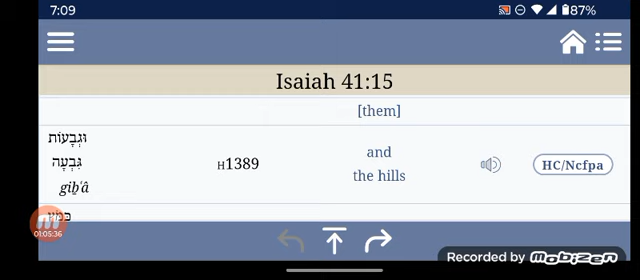 7:09
87%
Isaiah 41:15
[them]
וּגְבָעוֹת
גִּבְעָה
giḇʿâ
H1389
and
the hills
HC/Ncfpa
01:05:36
Recorded by MOBIZEN